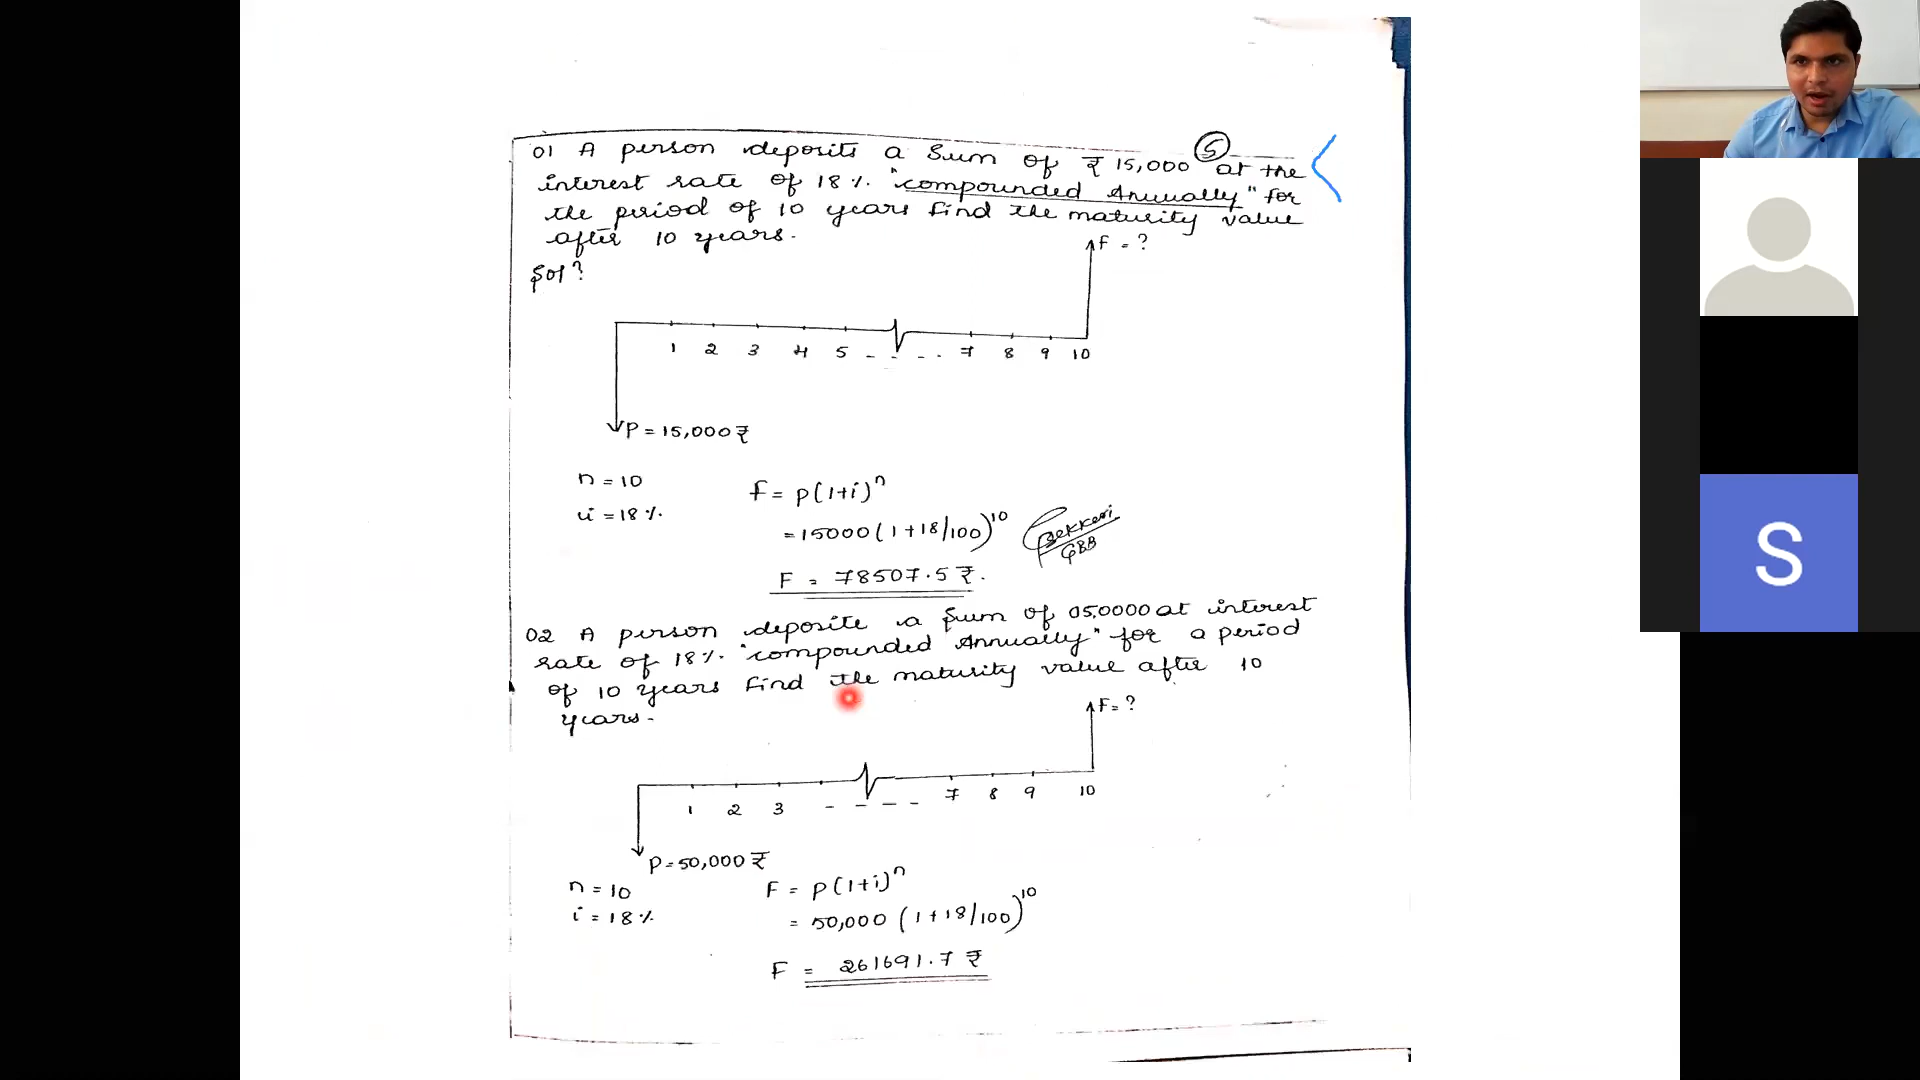 5
01 A person deposits a Sum of ₹ 15,000 at the
interest rate of 18%. "compounded Annually" for
the period of 10 years find the maturity value
after 10 years.
F = ?
Sol?
1 2 3 4 5 - - . . 7 8 9 10
P = 15,000 ₹
n = 10
i = 18%.
F = P(1+i)^n
= 15000 (1 + 18/100)^10
GBB
F = 78507.5 ₹.
02 A person deposite a sum of 05.0000 at interest
rate of 18%. "compounded Annually" for a period
of 10 years find the maturity value after 10
years.
F = ?
1 2 3 - - - - 7 8 9 10
P = 50,000 ₹
n = 10
i = 18%
F = P(1+i)^n
= 50,000 (1 + 18/100)^10
F = 261691.7 ₹
S